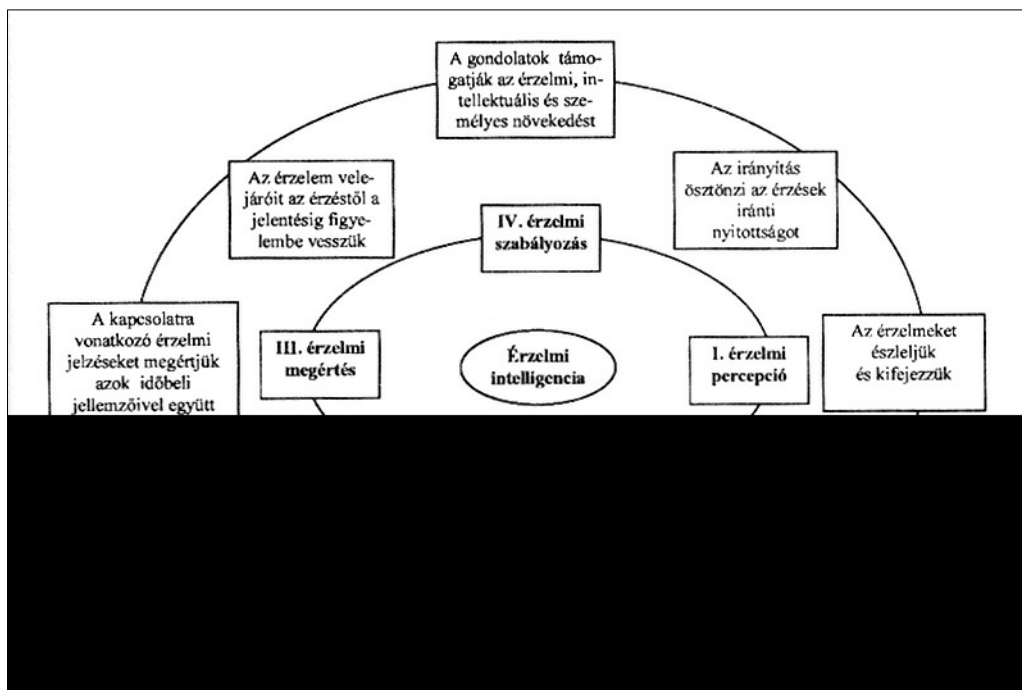 A gondolatok támo-
gatják az érzelmi, in-
tellektuális és sze-
mélyes növekedést
Az érzelem vele-
járóit az érzéstől a
jelentésig figye-
lembe vesszük
Az irányítás
ösztönzi az érzések
iránti
nyitottságot
IV. érzelmi
szabályozás
A kapcsolatra
vonatkozó érzelmi
jelzéseket megértjük
azok időbeli
jellemzőivel együtt
III. érzelmi
megértés
Érzelmi
intelligencia
I. érzelmi
percepció
Az érzelmeket
észleljük
és kifejezzük